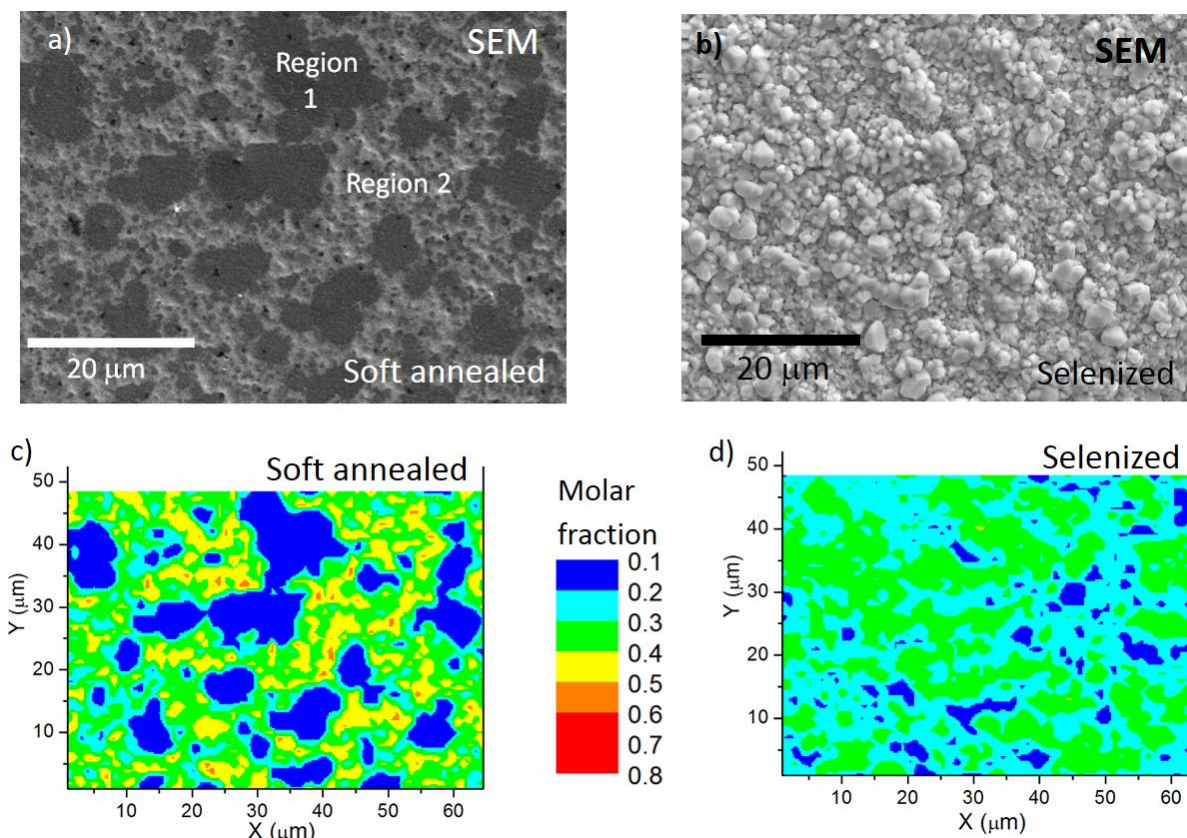 a)
SEM
Region
1
Region 2
20 μm
Soft annealed
b)
SEM
20 μm
Selenized
c)
Soft annealed
50
40
30
20
10
Y (μm)
10 20 30 40 50 60
X (μm)
Molar
fraction
0.1
0.2
0.3
0.4
0.5
0.6
0.7
0.8
d)
Selenized
50
40
30
20
10
Y (μm)
10 20 30 40 50 60
X (μm)